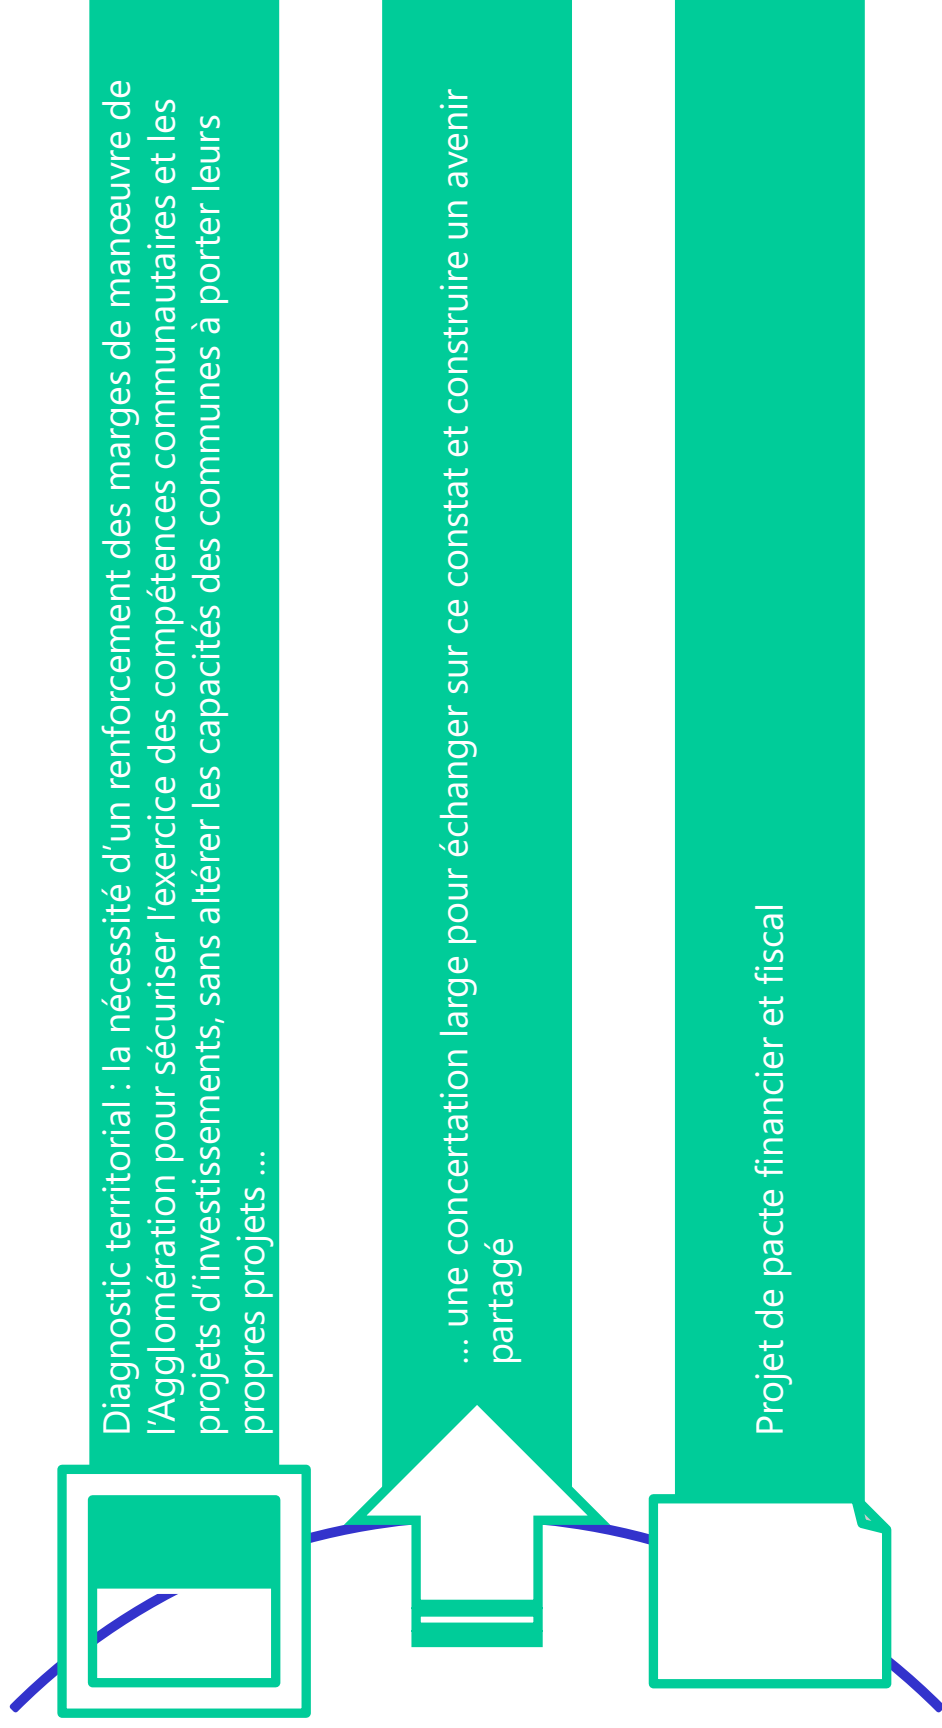 Diagnostic territorial : la nécessité d'un renforcement des marges de manœuvre de
l'Agglomération pour sécuriser l'exercice des compétences communautaires et les
projets d'investissements, sans altérer les capacités des communes à porter leurs
propres projets ...
... une concertation large pour échanger sur ce constat et construire un avenir
partagé
Projet de pacte financier et fiscal